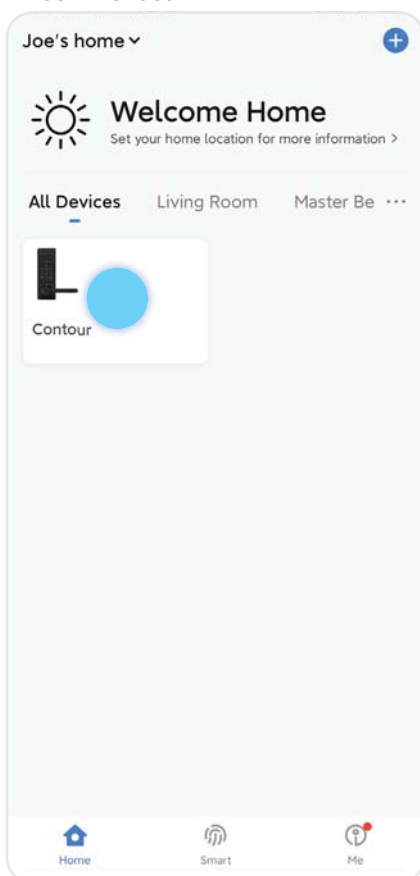 Joe's home
Welcome Home
Set your home location for more information >
All Devices Living Room Master Be ...
Contour
Home Smart Me